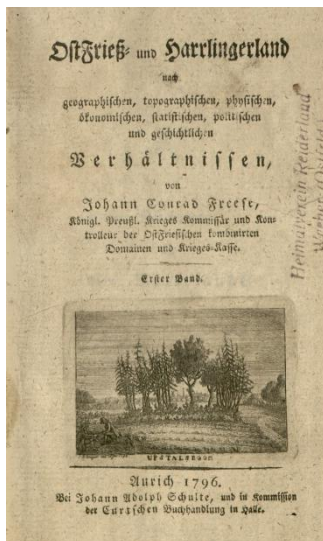 OstFrieß- und Harrlingerland
nach
geographischen, topographischen, physischen,
ökonomischen, statistischen, politischen
und geschichtlichen
Verhältnissen,
von
Johann Conrad Freese,
Königl. Preußl. Krieges Kommissär und Kon-
trolleur der OstFriesischen kombinirten
Domainen und Krieges-Kasse.
Erster Band.
UPSTALSBOOM
Aurich 1796.
Bei Johann Adolph Schulte, und in Kommission
der Curtschen Buchhandlung in Halle.
Heimatverein Reiderland